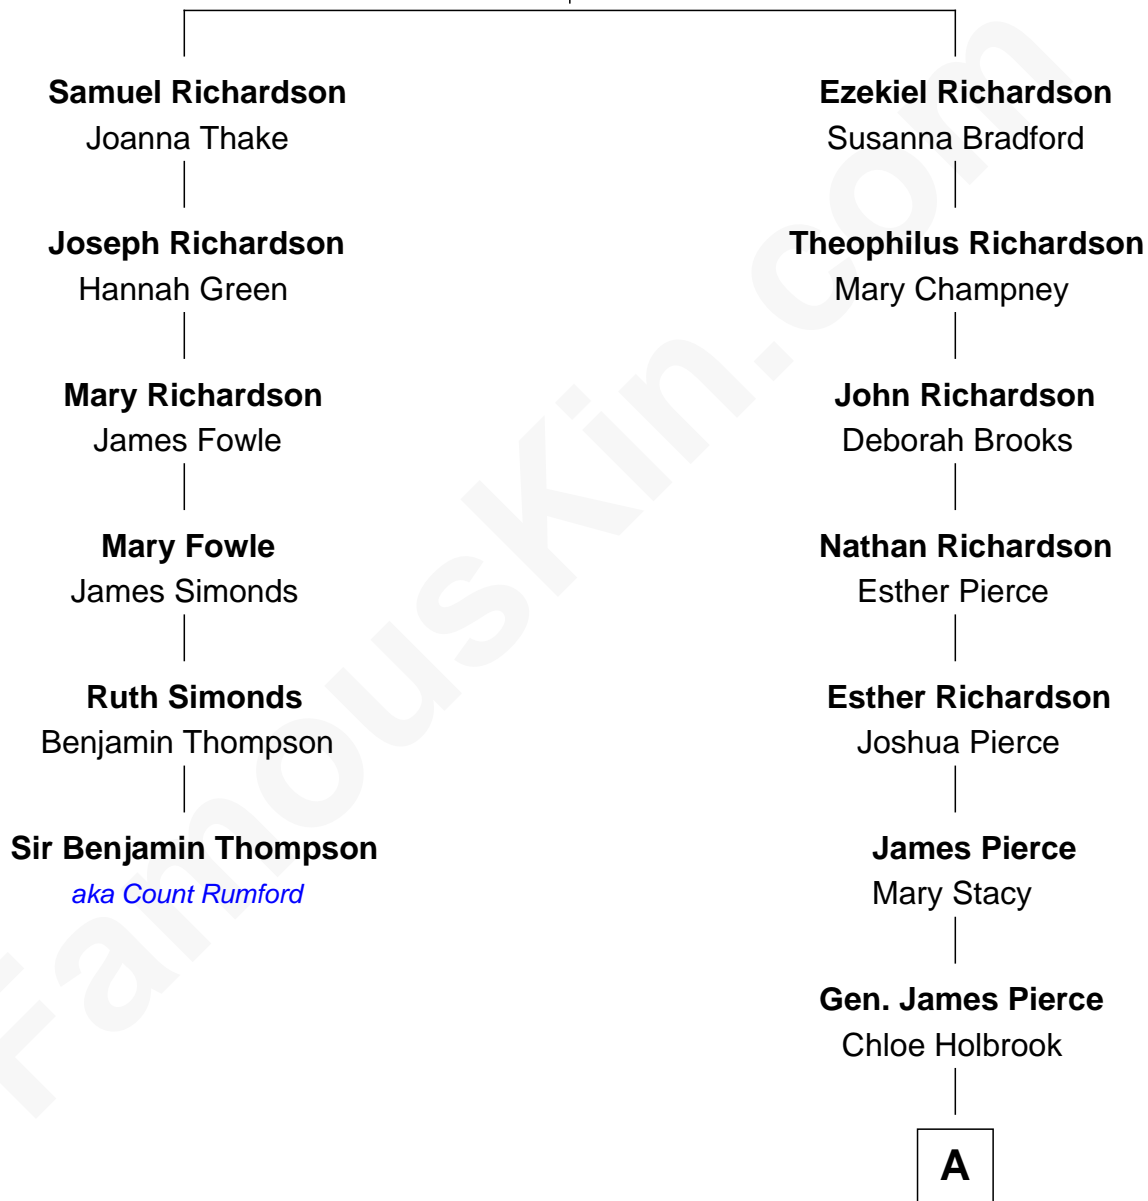 Samuel Richardson
Joanna Thake
Ezekiel Richardson
Susanna Bradford
Joseph Richardson
Hannah Green
Theophilus Richardson
Mary Champney
Mary Richardson
James Fowle
John Richardson
Deborah Brooks
Mary Fowle
James Simonds
Nathan Richardson
Esther Pierce
Ruth Simonds
Benjamin Thompson
Esther Richardson
Joshua Pierce
Sir Benjamin Thompson
aka Count Rumford
James Pierce
Mary Stacy
Gen. James Pierce
Chloe Holbrook
A
FamousKin.com